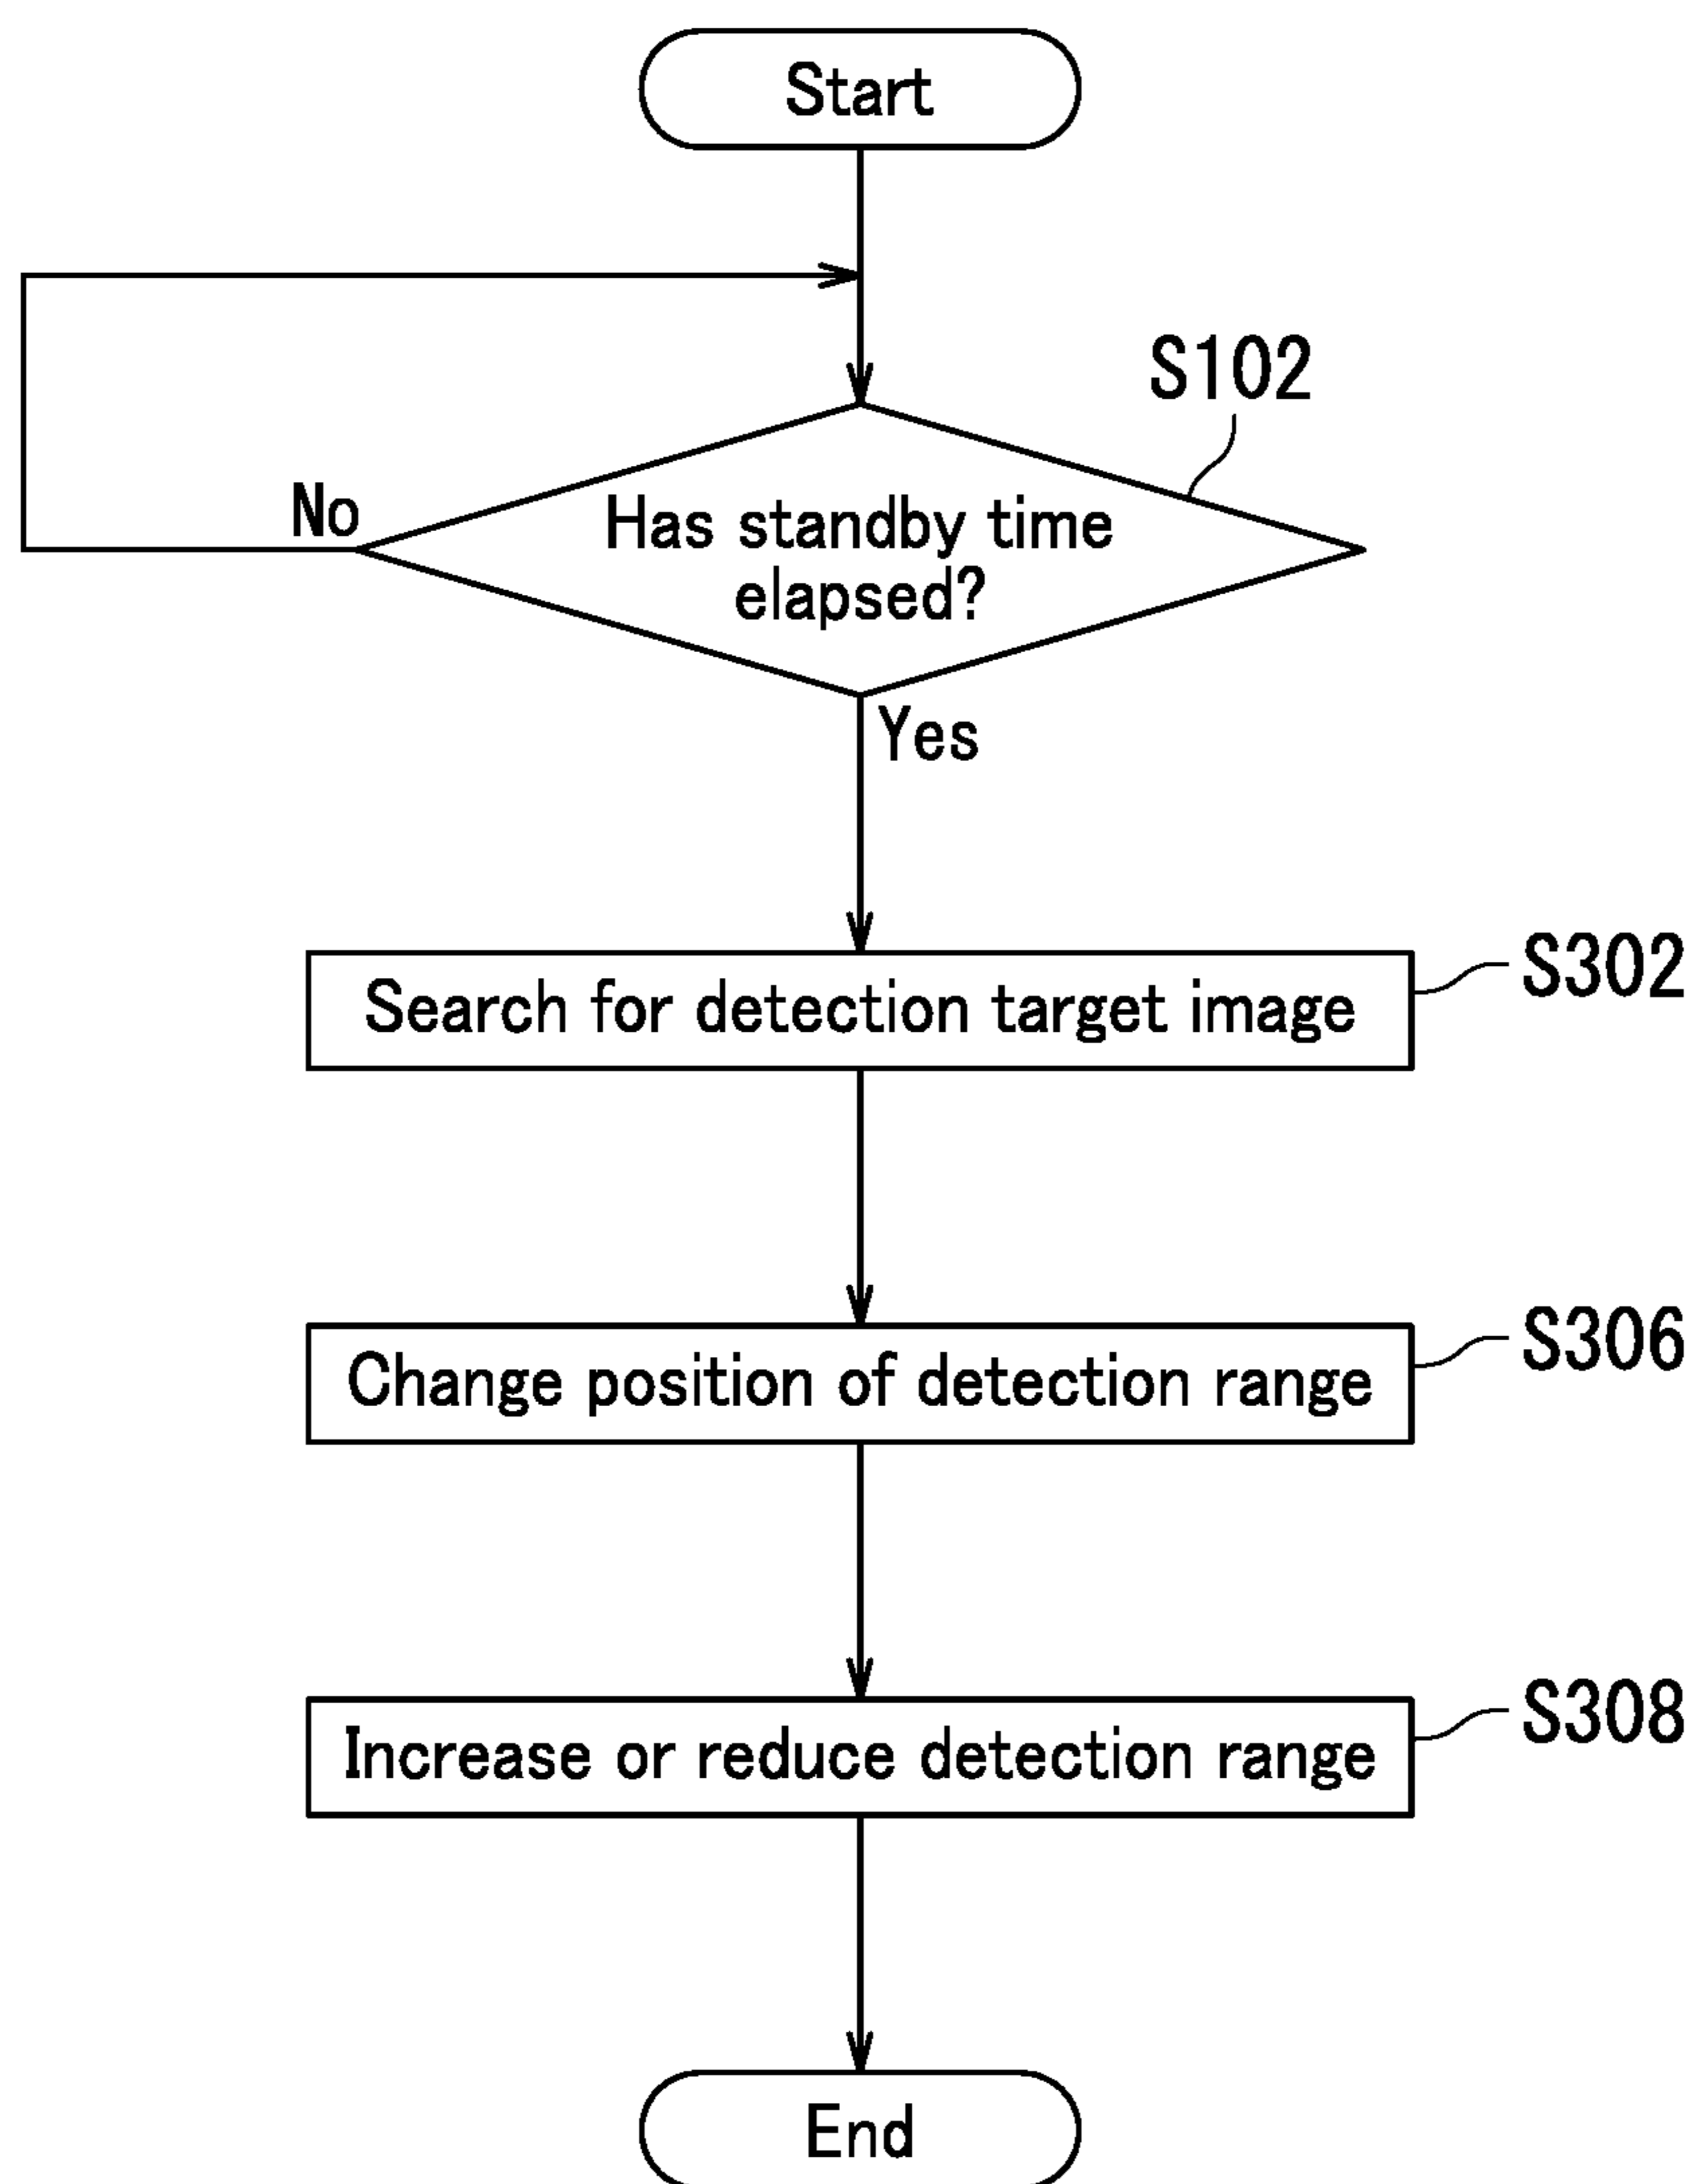 Start
S102
No
Has standby time
elapsed?
Yes
Search for detection target image
S302
Change position of detection range
S306
Increase or reduce detection range
S308
End